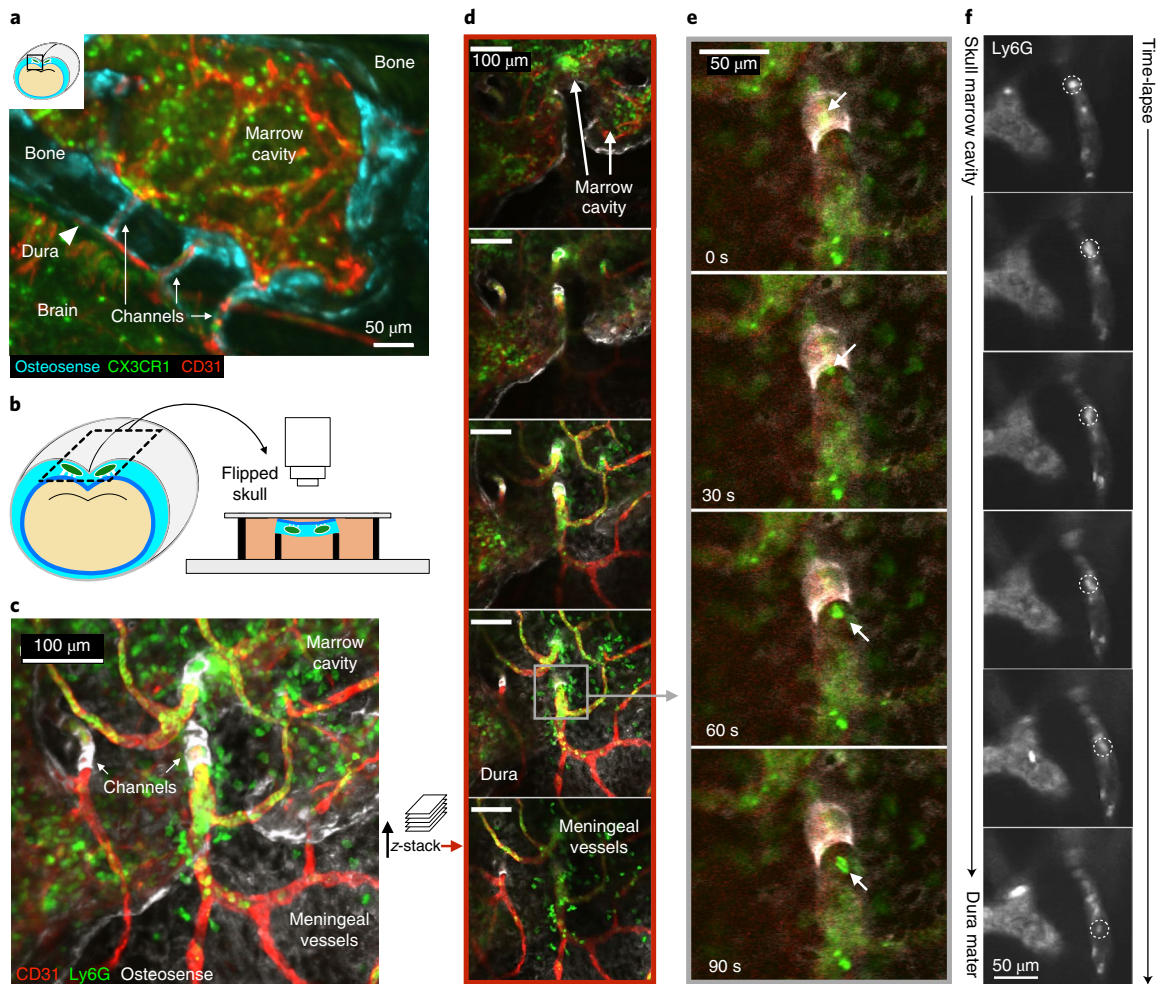 a
Bone
Marrow
cavity
Bone
Dura
Brain
Channels
50 μm
Osteosense CX3CR1 CD31
b
Flipped
skull
c
100 μm
Marrow
cavity
Channels
Meningeal
vessels
CD31 Ly6G Osteosense
z-stack
d
100 μm
Marrow
cavity
Dura
Meningeal
vessels
e
50 μm
0 s
30 s
60 s
90 s
f
Skull marrow cavity
Dura mater
Ly6G
50 μm
Time-lapse